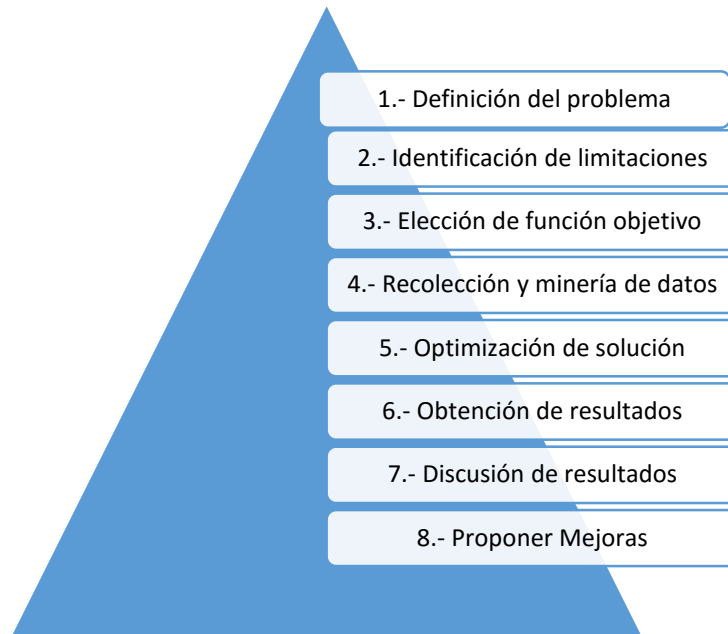 1.- Definición del problema
2.- Identificación de limitaciones
3.- Elección de función objetivo
4.- Recolección y minería de datos
5.- Optimización de solución
6.- Obtención de resultados
7.- Discusión de resultados
8.- Proponer Mejoras